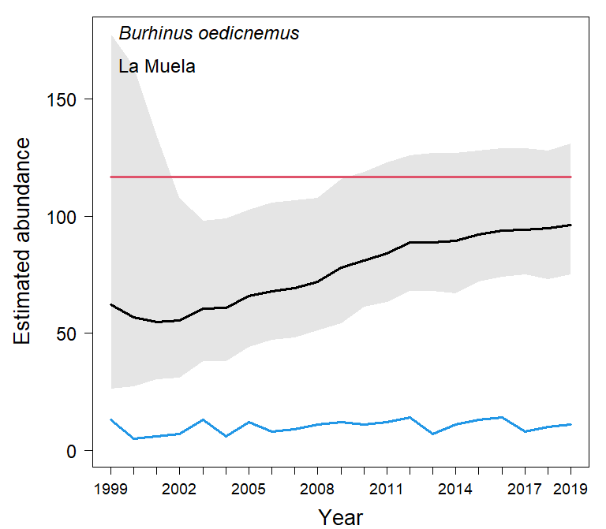 Burhinus oedicnemus
La Muela
150
100
50
0
Estimated abundance
1999 2002 2005 2008 2011 2014 2017 2019
Year